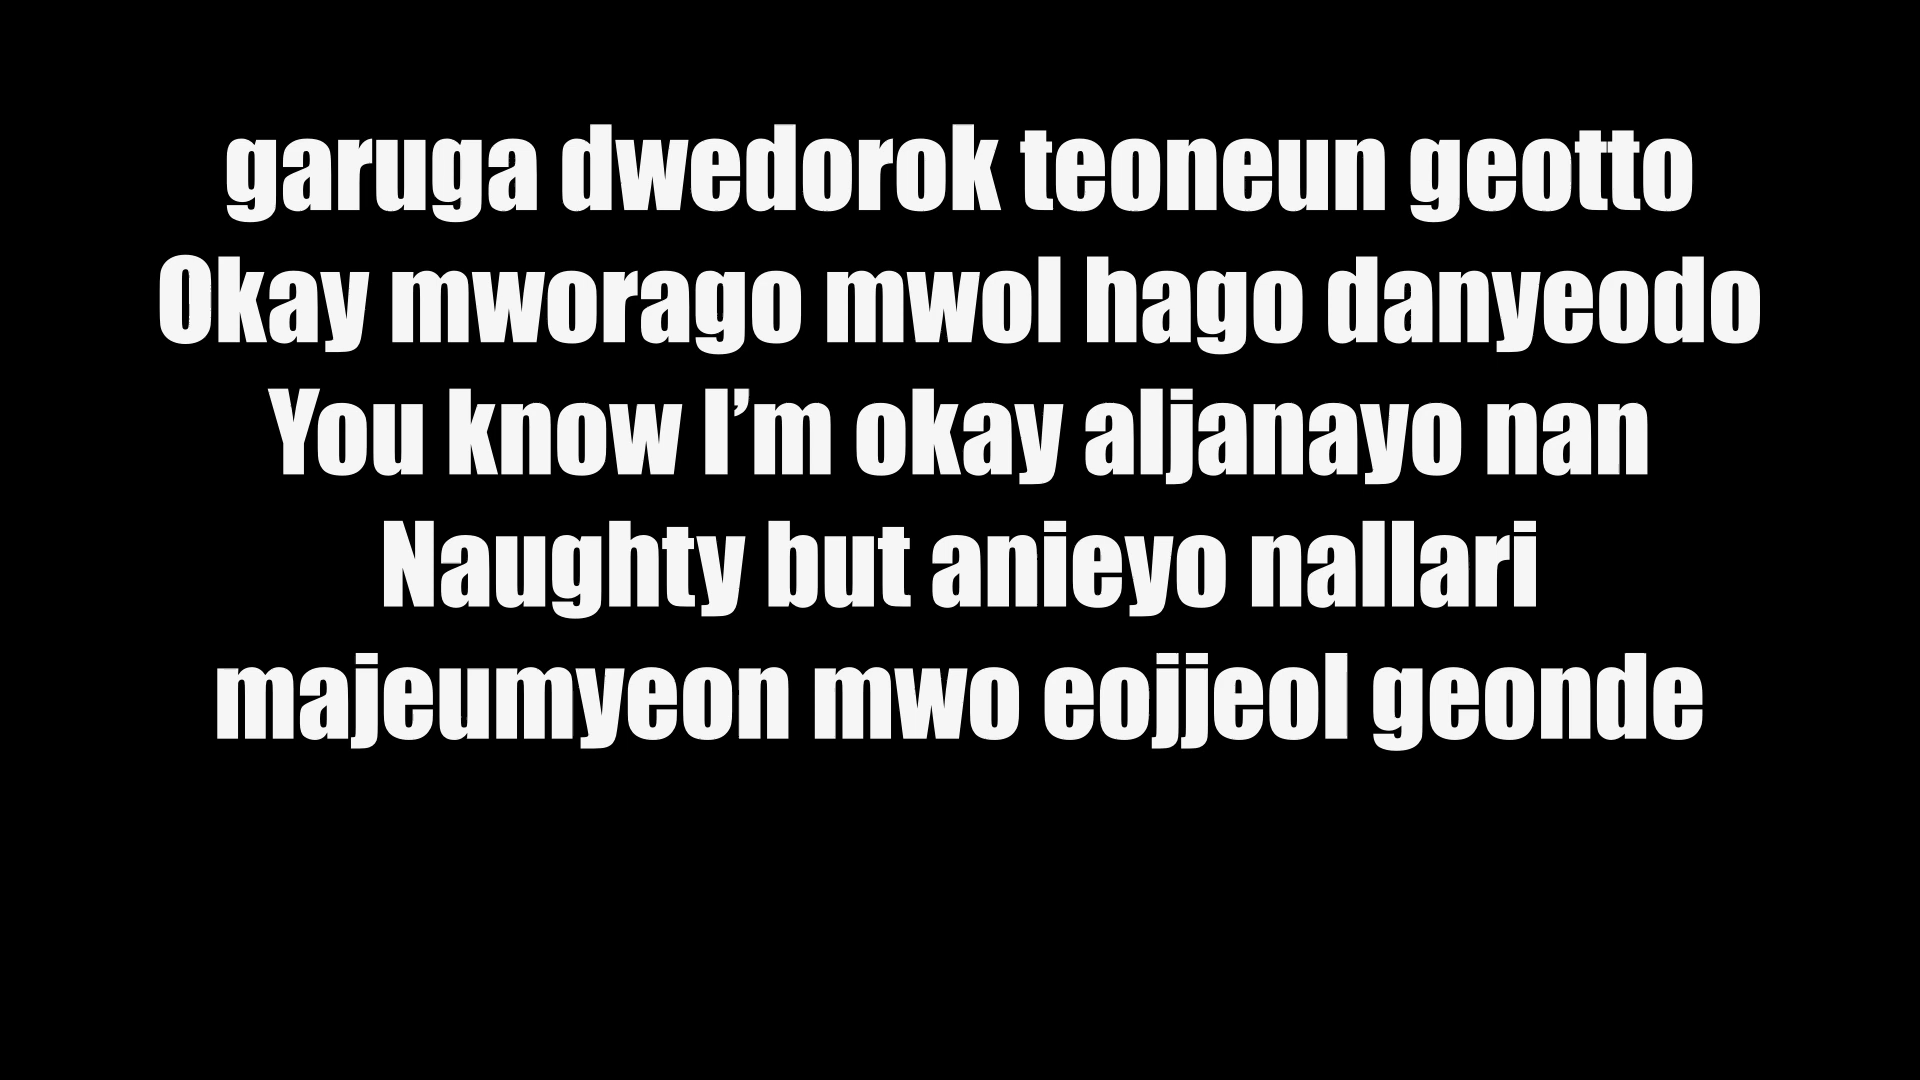 garuga dwedorok teoneun geotto
Okay mworago mwol hago danyeodo
You know I’m okay aljanayo nan
Naughty but anieyo nallari
majeumyeon mwo eojjeol geonde